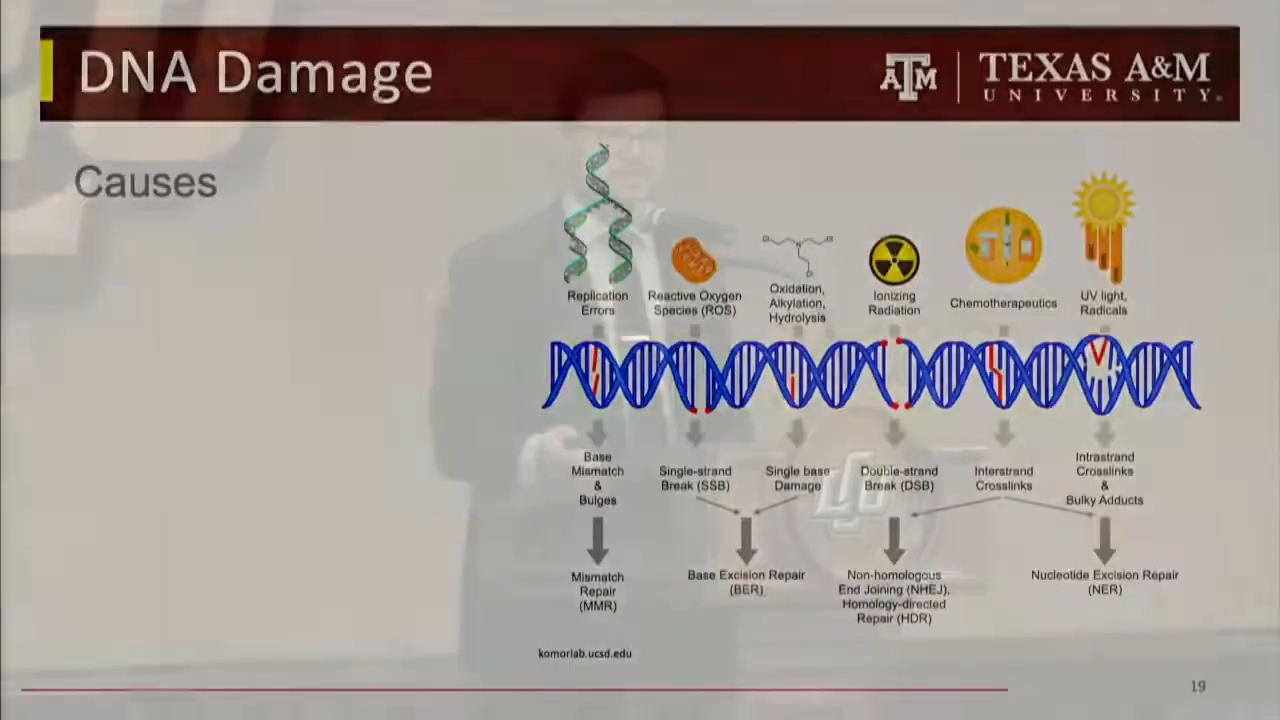 DNA Damage
ATM
TEXAS A&M
UNIVERSITY
Causes
Replication
Errors
Reactive Oxygen
Species (ROS)
Oxidation,
Alkylation,
Hydrolysis
Ionizing
Radiation
Chemotherapeutics
UV light,
Radicals
Base
Mismatch
&
Bulges
Single-strand
Break (SSB)
Single base
Damage
Double-strand
Break (DSB)
Interstrand
Crosslinks
Intrastrand
Crosslinks
&
Bulky Adducts
Mismatch
Repair
(MMR)
Base Excision Repair
(BER)
Non-homologous
End Joining (NHEJ),
Homology-directed
Repair (HDR)
Nucleotide Excision Repair
(NER)
komorlab.ucsd.edu
19